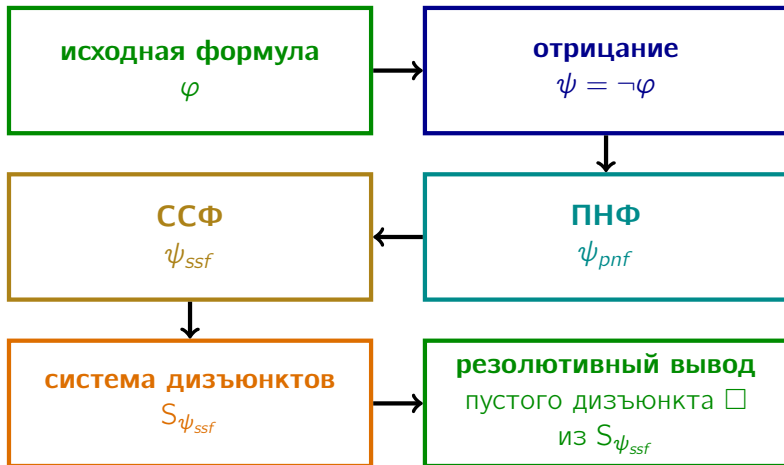 исходная формула
φ
отрицание
ψ = ¬φ
ССФ
ψ_ssf
ПНФ
ψ_pnf
система дизъюнктов
S_ψ_ssf
резолютивный вывод
пустого дизъюнкта □
из S_ψ_ssf